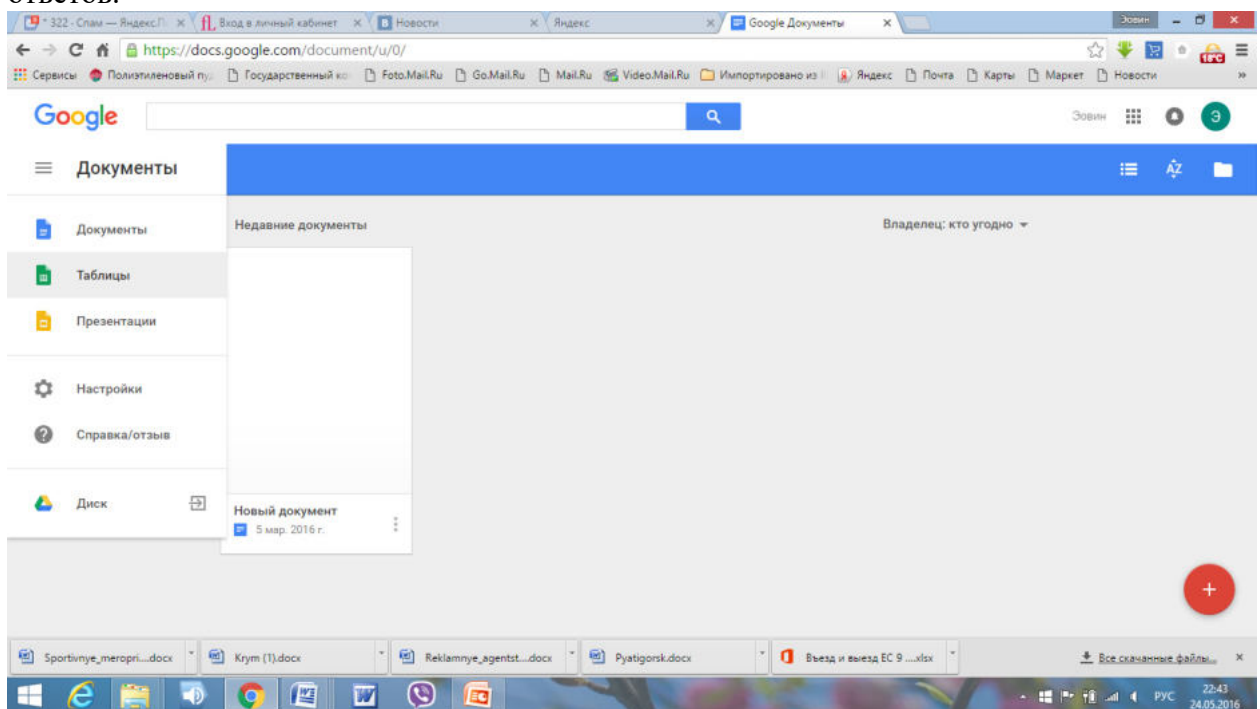 ответов.
* 322 · Спам — Яндекс.П
Вход в личный кабинет
Новости
Яндекс
Google Документы
Зовин
https://docs.google.com/document/u/0/
Сервисы
Полиэтиленовый пу
Государственный ко
Foto.Mail.Ru
Go.Mail.Ru
Mail.Ru
Video.Mail.Ru
Импортировано из
Яндекс
Почта
Карты
Маркет
Новости
Google
Зовин
Э
Документы
AZ
Документы
Недавние документы
Владелец: кто угодно
Таблицы
Презентации
Настройки
Справка/отзыв
Диск
Новый документ
5 мар. 2016 г.
+
Sportivnye_meropri....docx
Krym (1).docx
Reklamnye_agentst....docx
Pyatigorsk.docx
Въезд и выезд ЕС 9 ....xlsx
Все скачанные файлы...
РУС
22:43
24.05.2016